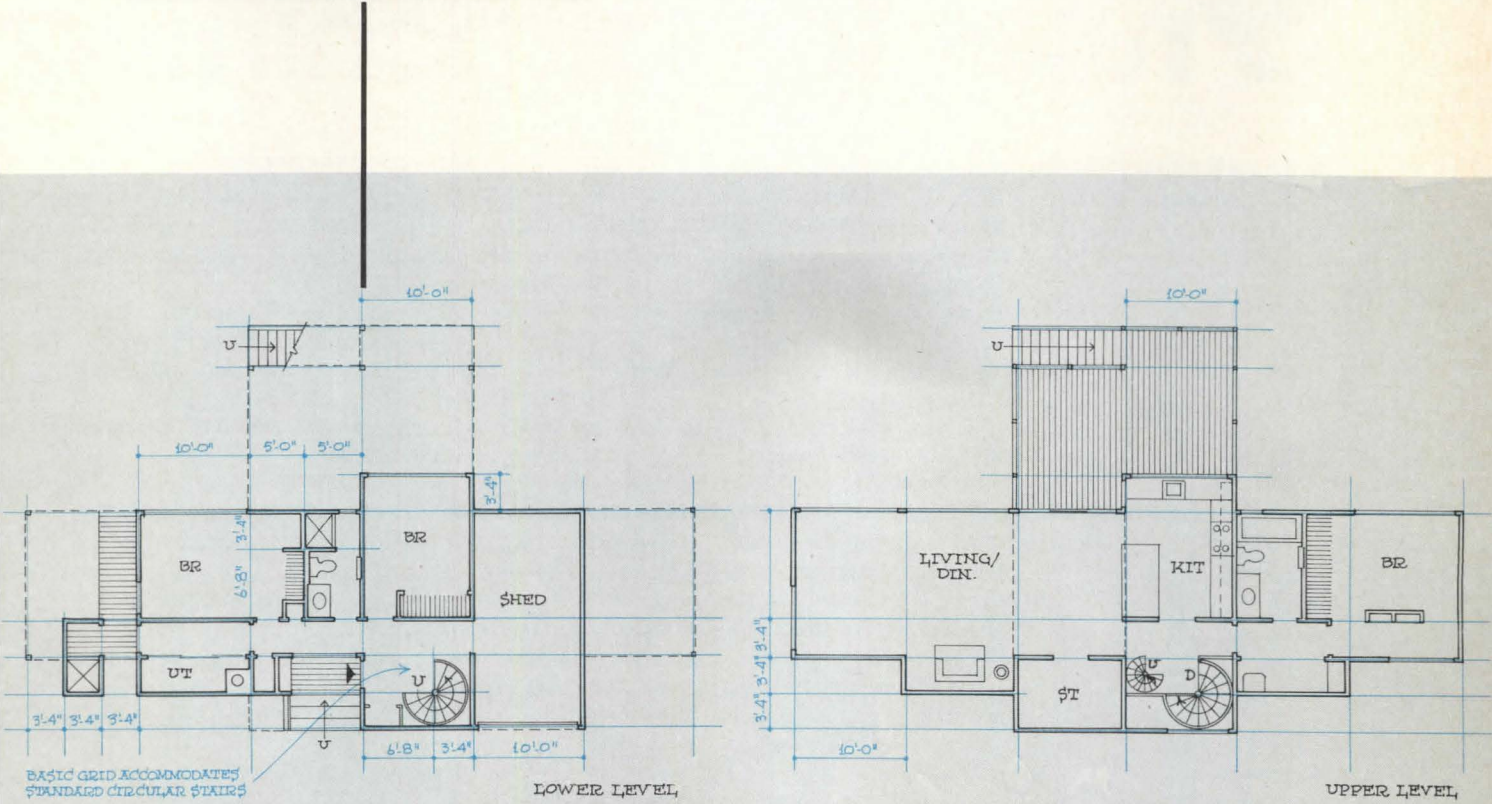 10'-0"
10'-0"
U
U
10'-0"
5'-0"
5'-0"
3'-4"
3'-4"
BR
BR
6'-8"
SHED
UT
U
3'-4"
3'-4"
3'-4"
U
6'-8"
3'-4"
10'-0"
BASIC GRID ACCOMMODATES
STANDARD CIRCULAR STAIRS
LOWER LEVEL
LIVING/
DIN.
KIT
BR
3'-4"
3'-4"
3'-4"
U
D
ST
10'-0"
UPPER LEVEL